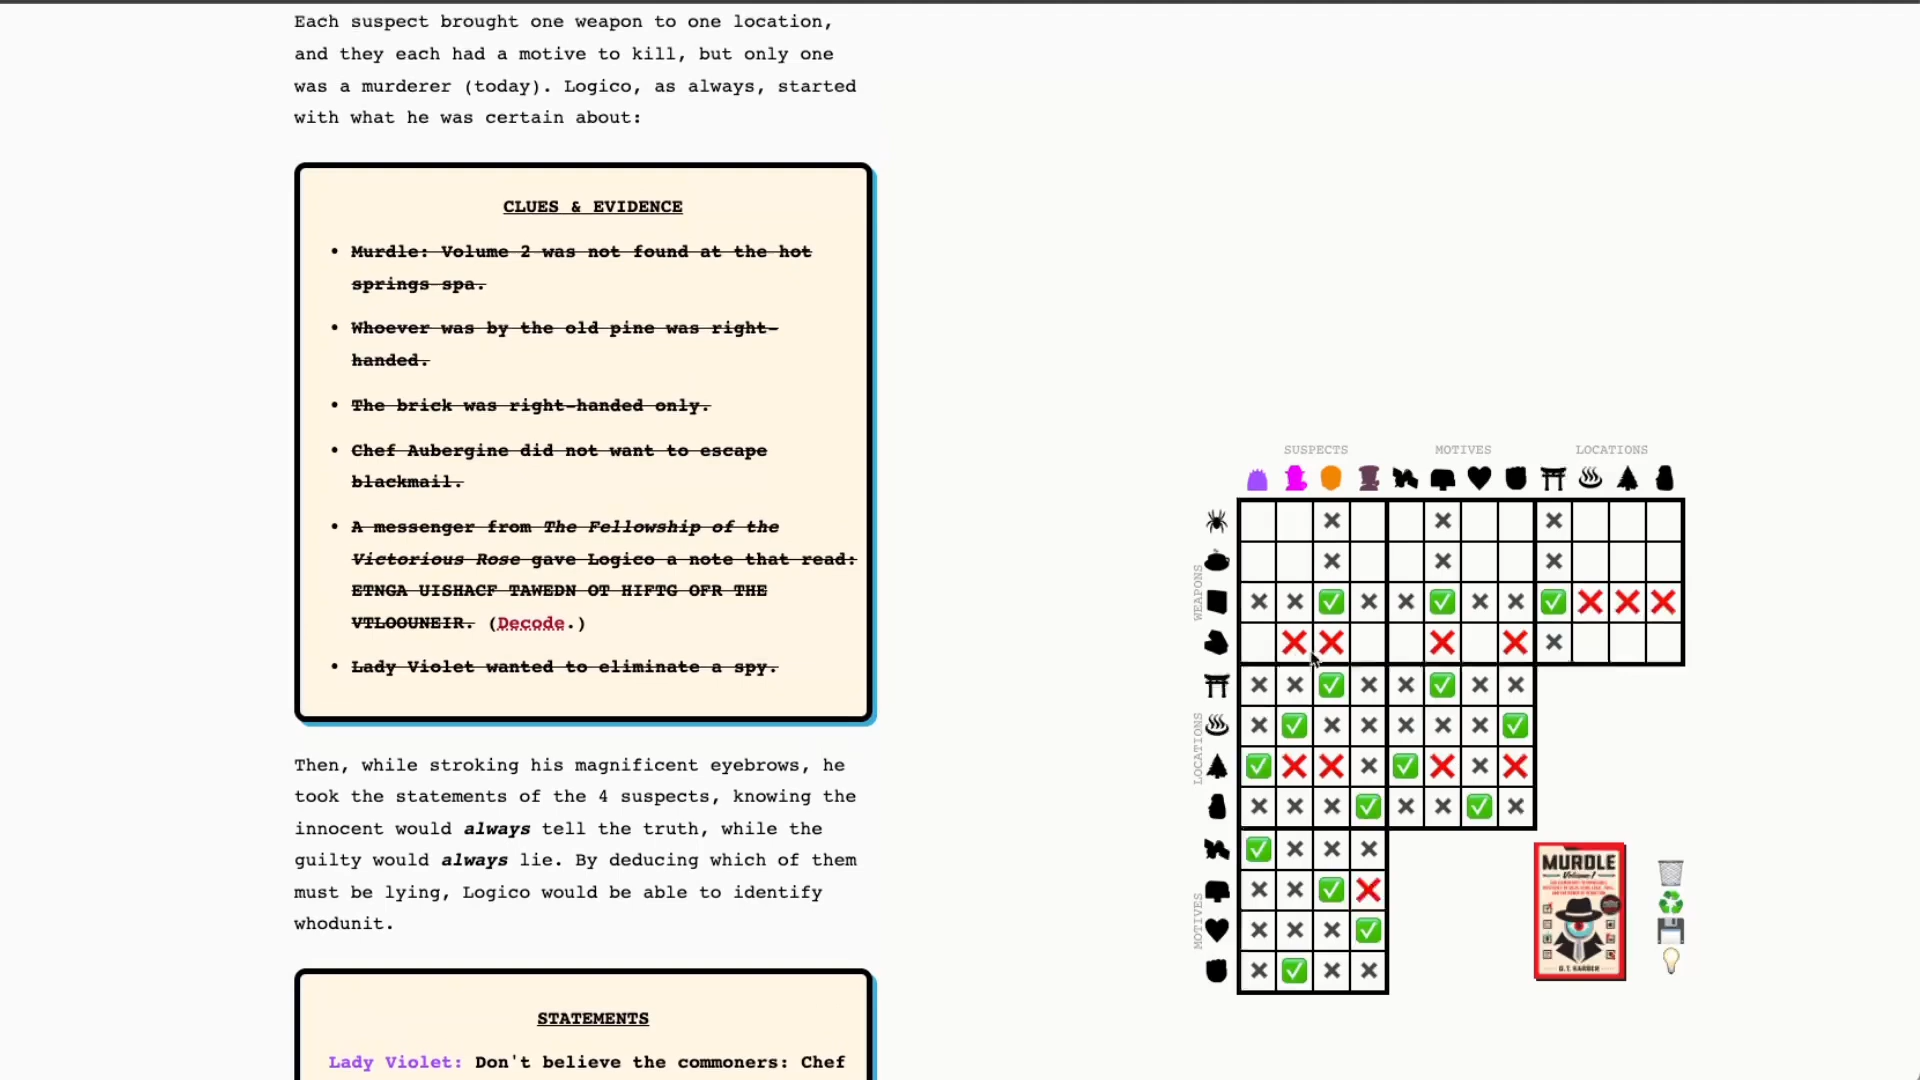 Each suspect brought one weapon to one location,
and they each had a motive to kill, but only one
was a murderer (today). Logico, as always, started
with what he was certain about:
CLUES & EVIDENCE
• Murdle: Volume 2 was not found at the hot
springs spa.
• Whoever was by the old pine was right-
handed.
• The brick was right-handed only.
• Chef Aubergine did not want to escape
blackmail.
• A messenger from The Fellowship of the
Victorious Rose gave Logico a note that read:
ETNGA UISHACF TAWEDN OT HIFTG OFR THE
VTLOOUNEIR. (Decode.)
• Lady Violet wanted to eliminate a spy.
Then, while stroking his magnificent eyebrows, he
took the statements of the 4 suspects, knowing the
innocent would always tell the truth, while the
guilty would always lie. By deducing which of them
must be lying, Logico would be able to identify
whodunit.
STATEMENTS
Lady Violet: Don't believe the commoners: Chef
SUSPECTS MOTIVES LOCATIONS
WEAPONS
LOCATIONS
MOTIVES
MURDLE
Volume 1
G.T. KARBER